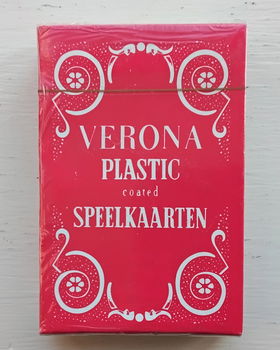 VERONA
PLASTIC
coated
SPEELKAARTEN